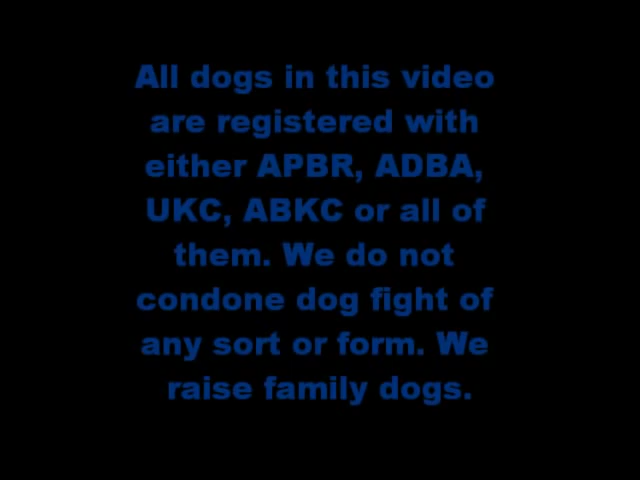 All dogs in this video
are registered with
either APBR, ADBA,
UKC, ABKC or all of
them. We do not
condone dog fight of
any sort or form. We
raise family dogs.